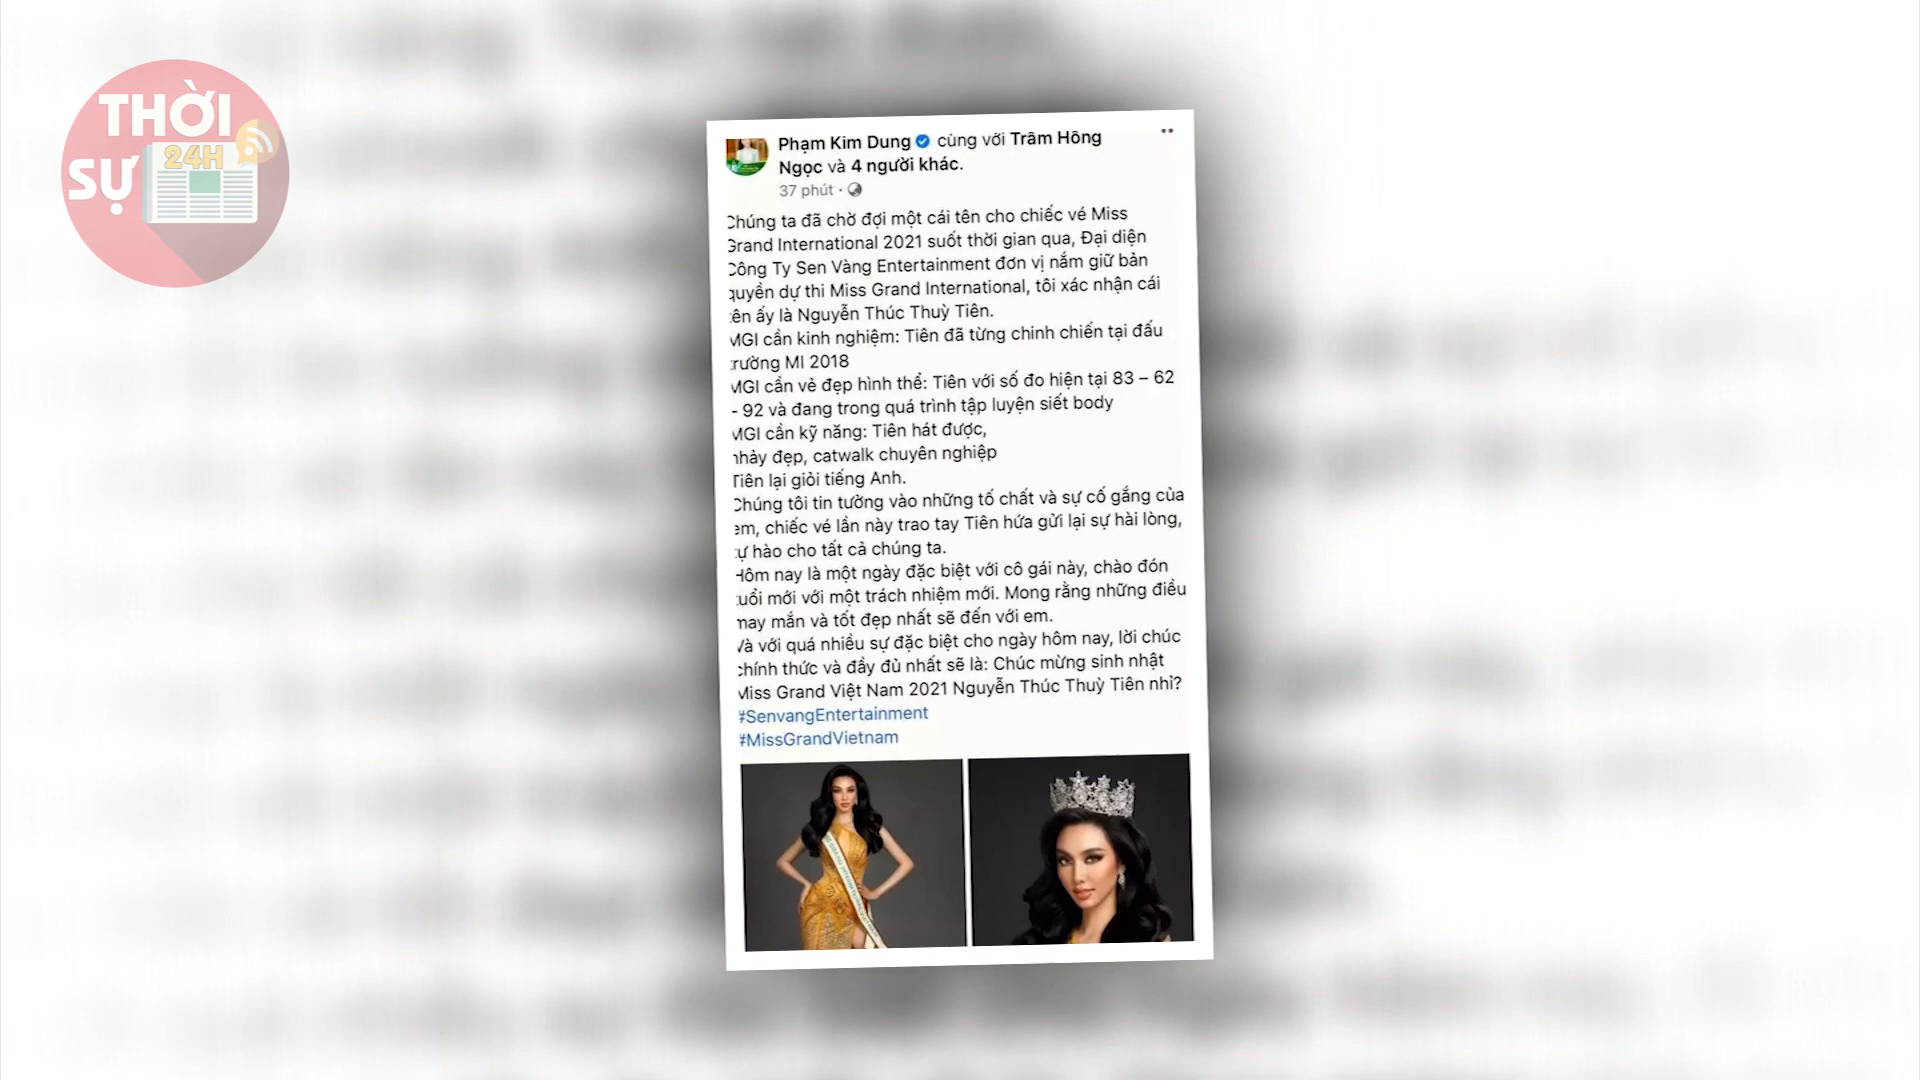 THỜI
SỰ
24H
Phạm Kim Dung cùng với Trâm Hông
Ngọc và 4 người khác.
37 phút ·
Chúng ta đã chờ đợi một cái tên cho chiếc vé Miss
Grand International 2021 suốt thời gian qua, Đại diện
Công Ty Sen Vàng Entertainment đơn vị nắm giữ bản
quyền dự thi Miss Grand International, tôi xác nhận cái
tên ấy là Nguyễn Thúc Thuỳ Tiên.
MGI cần kinh nghiệm: Tiên đã từng chinh chiến tại đấu
trường MI 2018
MGI cần vẻ đẹp hình thể: Tiên với số đo hiện tại 83 – 62
- 92 và đang trong quá trình tập luyện siết body
MGI cần kỹ năng: Tiên hát được,
nhảy đẹp, catwalk chuyên nghiệp
Tiên lại giỏi tiếng Anh.
Chúng tôi tin tưởng vào những tố chất và sự cố gắng của
em, chiếc vé lần này trao tay Tiên hứa gửi lại sự hài lòng,
tự hào cho tất cả chúng ta.
Hôm nay là một ngày đặc biệt với cô gái này, chào đón
tuổi mới với một trách nhiệm mới. Mong rằng những điều
may mắn và tốt đẹp nhất sẽ đến với em.
Và với quá nhiều sự đặc biệt cho ngày hôm nay, lời chúc
chính thức và đầy đủ nhất sẽ là: Chúc mừng sinh nhật
Miss Grand Việt Nam 2021 Nguyễn Thúc Thuỳ Tiên nhỉ?
#SenvangEntertainment
#MissGrandVietnam